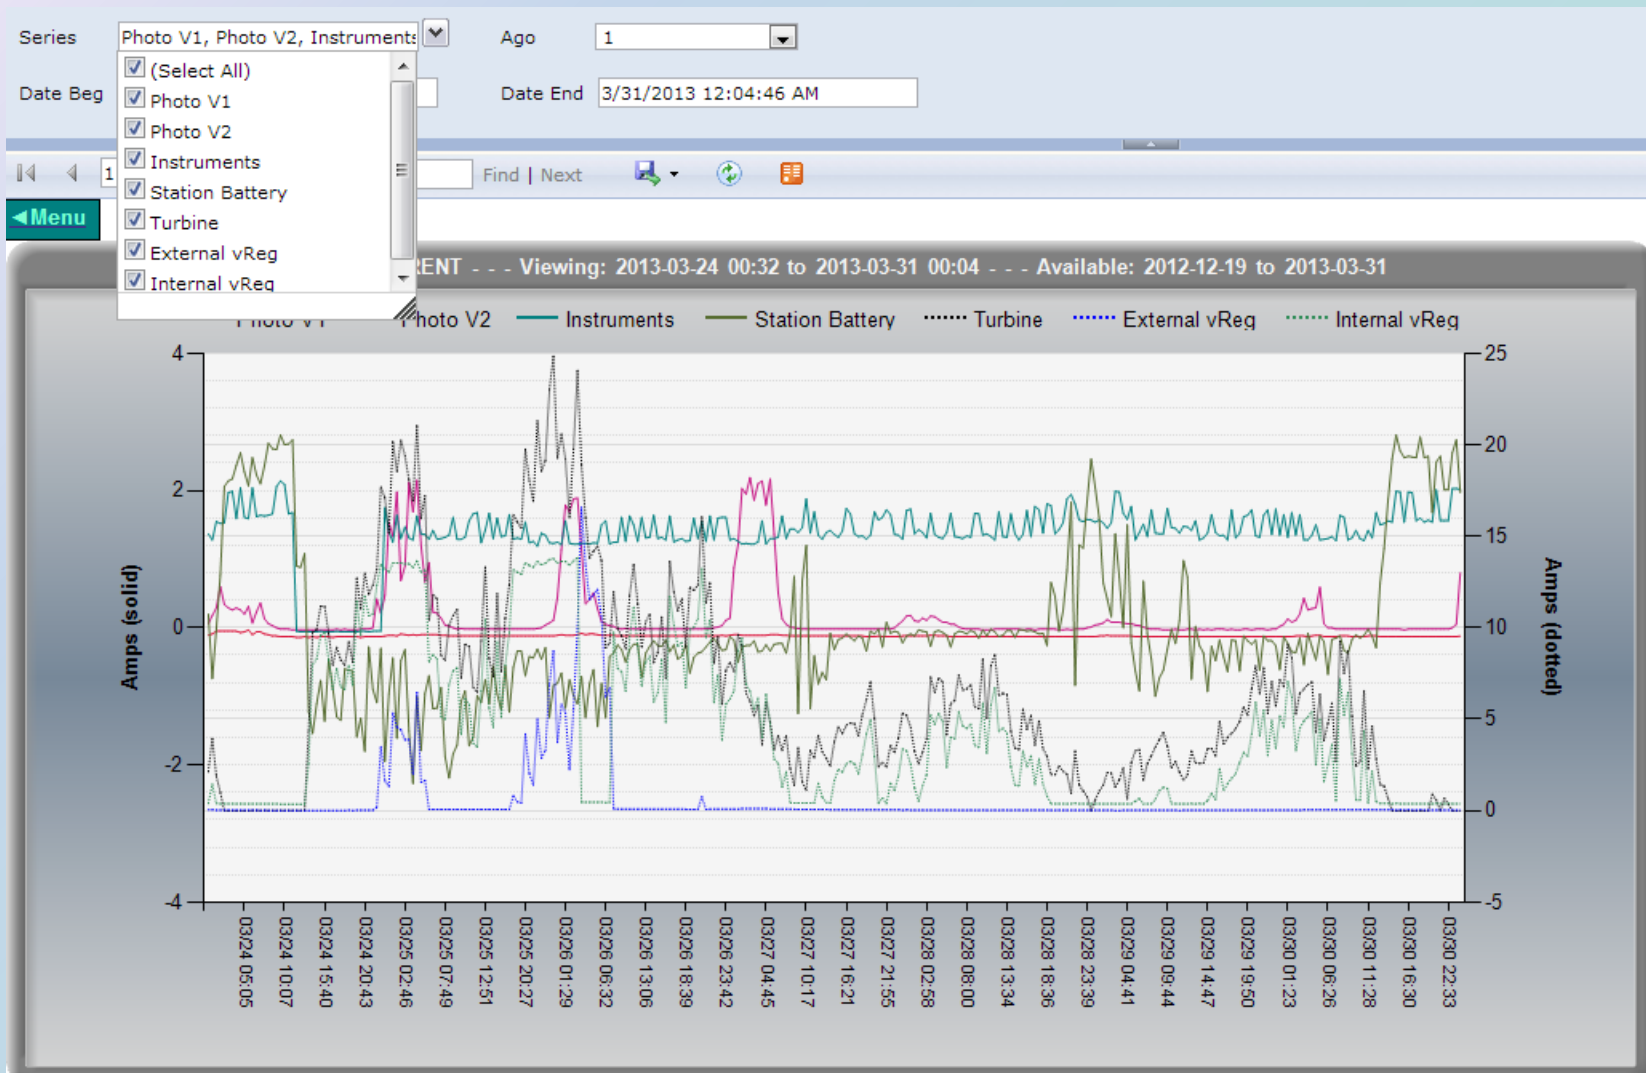 Series
Photo V1, Photo V2, Instruments
Ago
1
(Select All)
Photo V1
Photo V2
Instruments
Station Battery
Turbine
External vReg
Internal vReg
Date Beg
Date End
3/31/2013 12:04:46 AM
1
Find | Next
◄Menu
RENT - - - Viewing: 2013-03-24 00:32 to 2013-03-31 00:04 - - - Available: 2012-12-19 to 2013-03-31
Photo V1
Photo V2
Instruments
Station Battery
Turbine
External vReg
Internal vReg
Amps (solid)
4
2
0
-2
-4
25
20
15
10
5
0
-5
Amps (dotted)
03/24 05:05
03/24 10:07
03/24 15:40
03/24 20:43
03/25 02:46
03/25 07:49
03/25 12:51
03/25 20:27
03/26 01:29
03/26 06:32
03/26 13:06
03/26 18:39
03/26 23:42
03/27 04:45
03/27 10:17
03/27 16:21
03/27 21:55
03/28 02:58
03/28 08:00
03/28 13:34
03/28 18:36
03/28 23:39
03/29 04:41
03/29 09:44
03/29 14:47
03/29 19:50
03/30 01:23
03/30 06:26
03/30 11:28
03/30 16:30
03/30 22:33